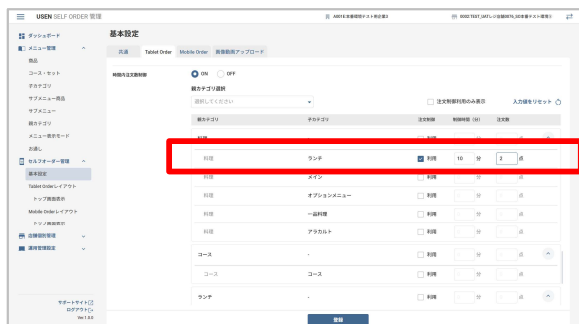 USEN SELF ORDER 管理
ダッシュボード
メニュー管理
商品
コース・セット
子カテゴリ
サブメニュー商品
サブメニュー
親カテゴリ
メニュー表示モード
お通し
セルフオーダー管理
基本設定
Tablet Orderレイアウト
トップ画面表示
Mobile Orderレイアウト
トップ画面表示
店舗個別管理
運用管理設定
サポートサイト
ログアウト
Ver.1.0.0
基本設定
共通 Tablet Order Mobile Order 画像動画アップロード
時間内注文数制御
ON OFF
親カテゴリ選択
選択してください
注文制御利用のみ表示 入力値をリセット
親カテゴリ 子カテゴリ 注文制御 制御時間（分） 注文数
料理 - 利用 - 分 - 点
料理 ランチ 利用 10 分 2 点
料理 メイン 利用 - 分 - 点
料理 オプションメニュー 利用 - 分 - 点
料理 一品料理 利用 - 分 - 点
料理 アラカルト 利用 - 分 - 点
コース - 利用 - 分 - 点
コース コース 利用 - 分 - 点
ランチ - 利用 - 分 - 点
登録